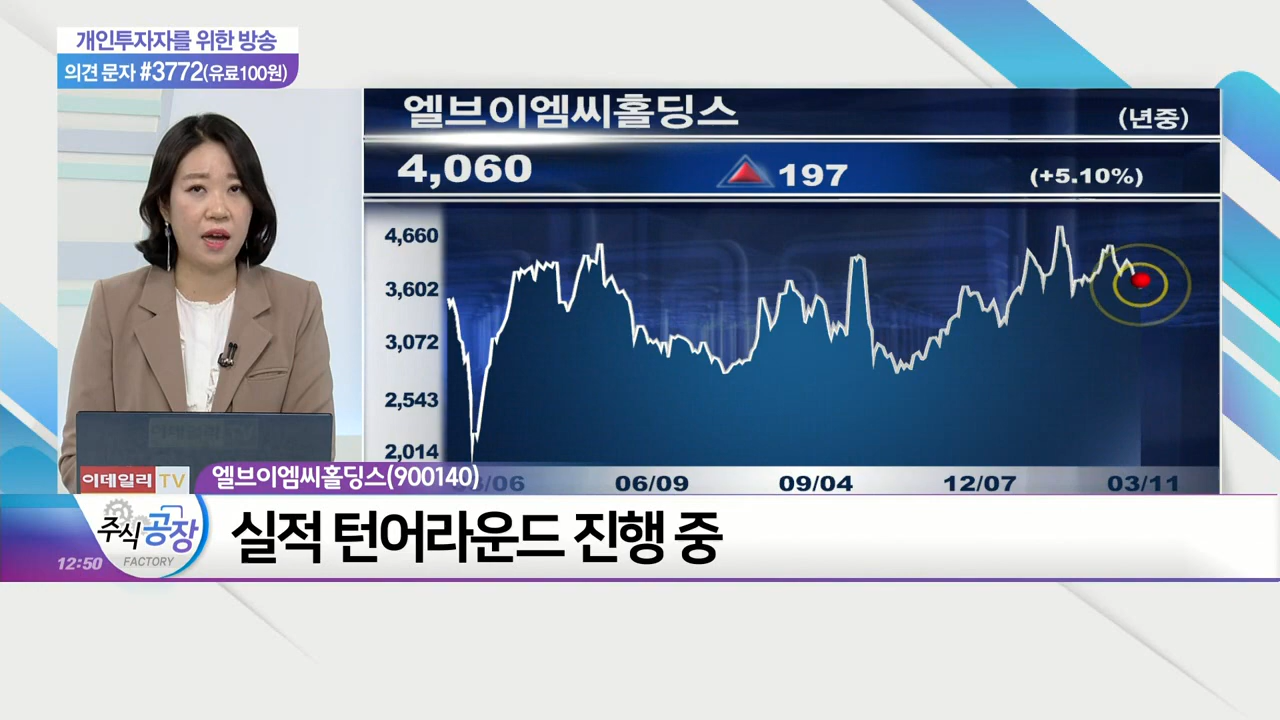 개인투자자를 위한 방송
의견 문자 #3772(유료100원)
엘브이엠씨홀딩스
(년중)
4,060
197
(+5.10%)
4,660
3,602
3,072
2,543
2,014
06/09
09/04
12/07
03/11
이데일리 TV
엘브이엠씨홀딩스(900140)
주식공장
FACTORY
12:50
실적 턴어라운드 진행 중